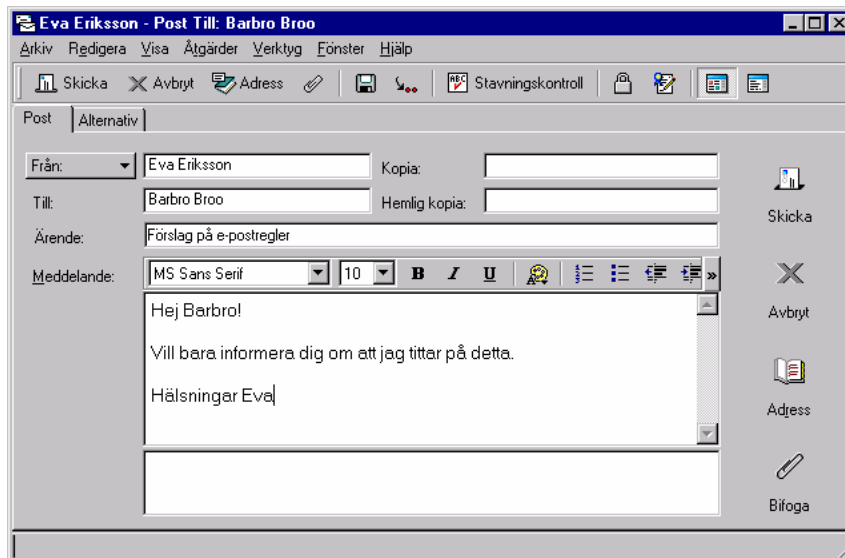 Eva Eriksson - Post Till: Barbro Broo
Arkiv Redigera Visa Åtgärder Verktyg Fönster Hjälp
Skicka Avbryt Adress ABC Stavningskontroll
Post Alternativ
Från: Eva Eriksson Kopia:
Till: Barbro Broo Hemlig kopia:
Skicka
Ärende: Förslag på e-postregler
Meddelande: MS Sans Serif 10 B I U »
Hej Barbro!
Avbryt
Vill bara informera dig om att jag tittar på detta.
Hälsningar Eva
Adress
Bifoga